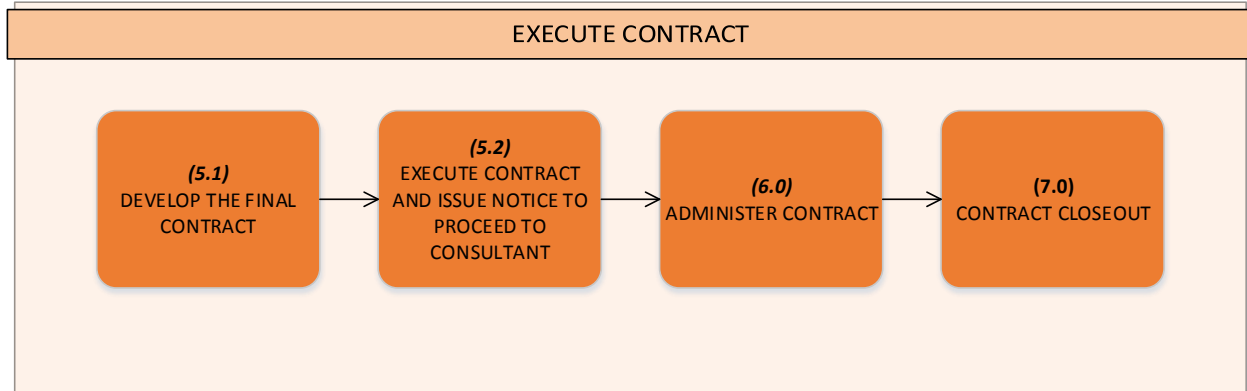 EXECUTE CONTRACT
(5.1)
DEVELOP THE FINAL
CONTRACT
(5.2)
EXECUTE CONTRACT
AND ISSUE NOTICE TO
PROCEED TO
CONSULTANT
(6.0)
ADMINISTER CONTRACT
(7.0)
CONTRACT CLOSEOUT